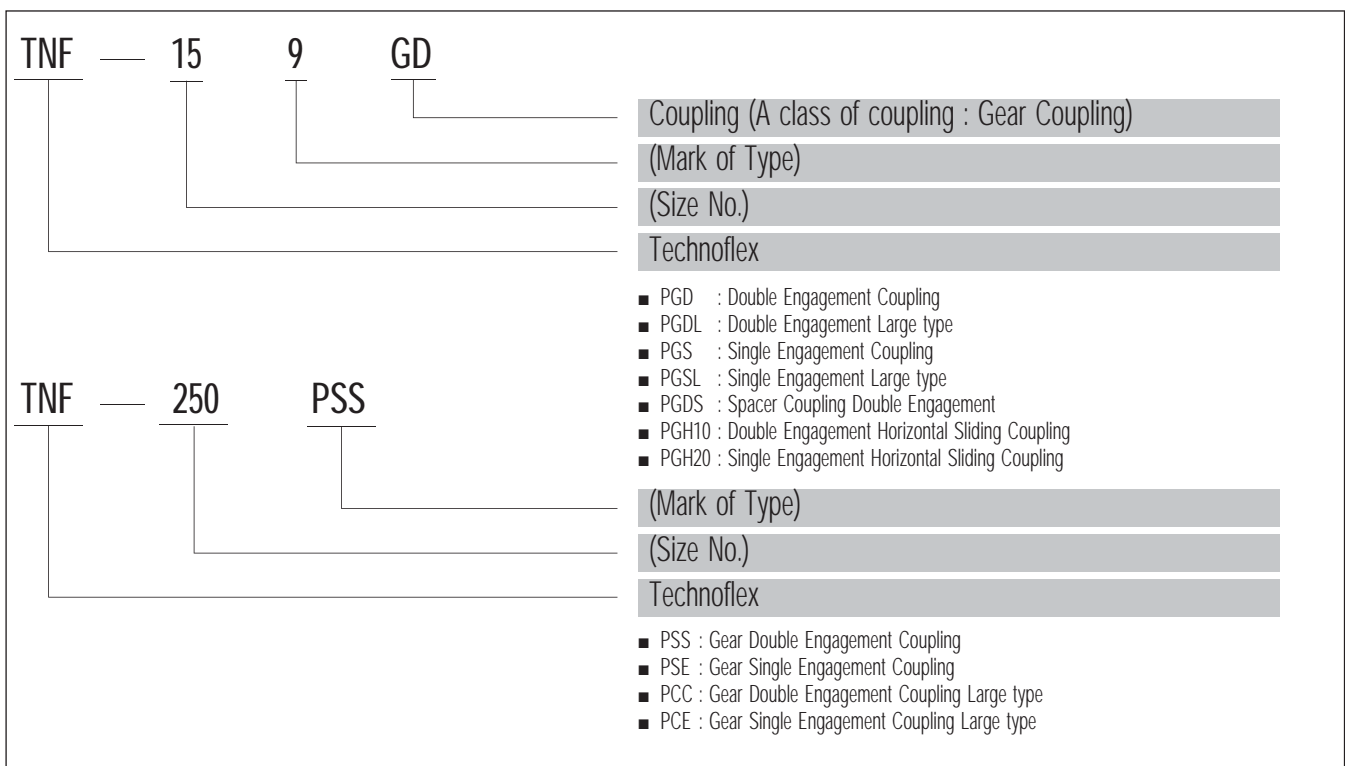 TNF — 15 9 GD
Coupling (A class of coupling : Gear Coupling)
(Mark of Type)
(Size No.)
Technoflex
■ PGD : Double Engagement Coupling
■ PGDL : Double Engagement Large type
■ PGS : Single Engagement Coupling
■ PGSL : Single Engagement Large type
■ PGDS : Spacer Coupling Double Engagement
■ PGH10 : Double Engagement Horizontal Sliding Coupling
■ PGH20 : Single Engagement Horizontal Sliding Coupling
TNF — 250 PSS
(Mark of Type)
(Size No.)
Technoflex
■ PSS : Gear Double Engagement Coupling
■ PSE : Gear Single Engagement Coupling
■ PCC : Gear Double Engagement Coupling Large type
■ PCE : Gear Single Engagement Coupling Large type